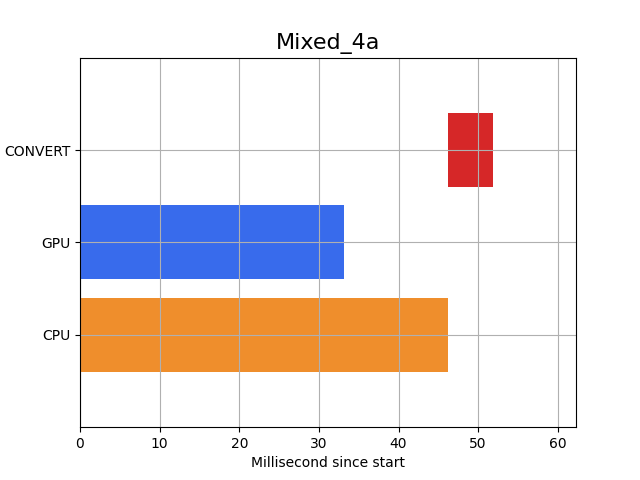 Mixed_4a
CONVERT
GPU
CPU
0 10 20 30 40 50 60
Millisecond since start